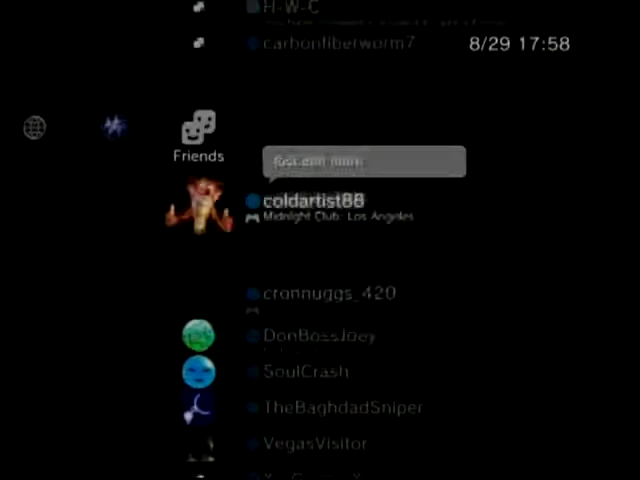 H-W-C
carbonfiberworm7
8/29 17:58
Friends
coldartist88
Midnight Club: Los Angeles
cronnuggs_420
DonBossJoey
SoulCrash
TheBaghdadSniper
VegasVisitor